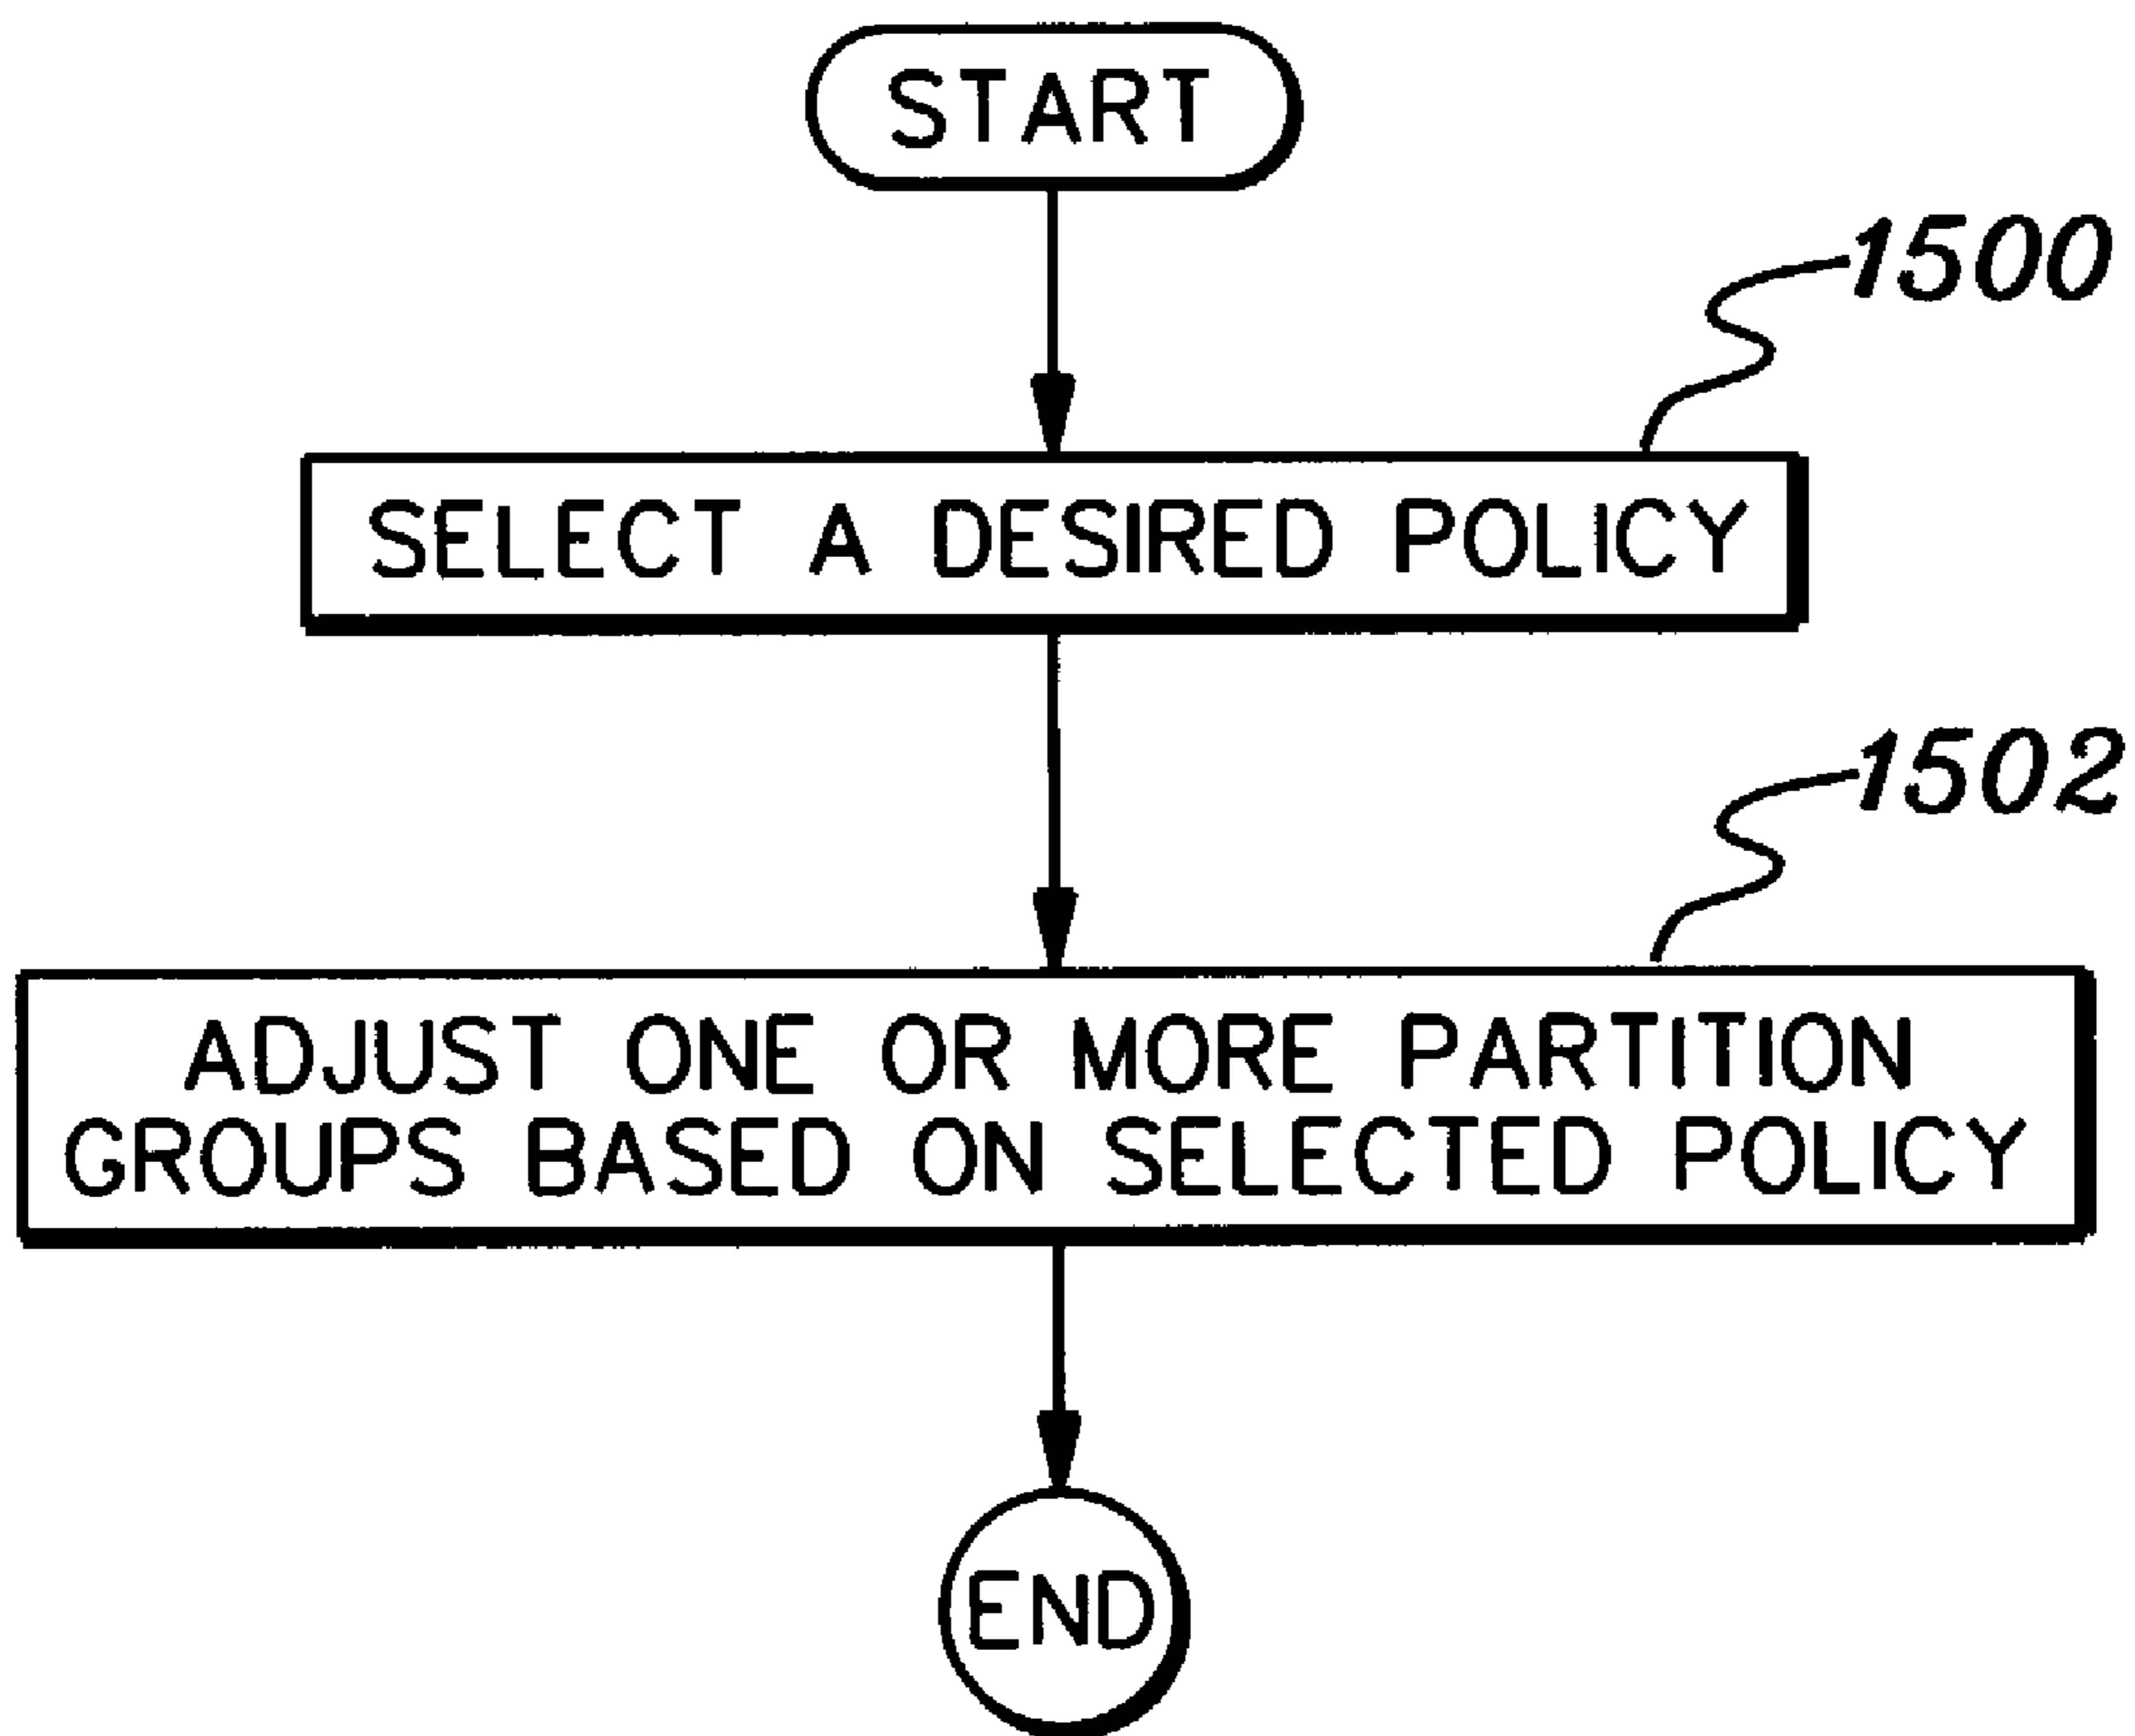 START
1500
SELECT A DESIRED POLICY
1502
ADJUST ONE OR MORE PARTITION
GROUPS BASED ON SELECTED POLICY
END